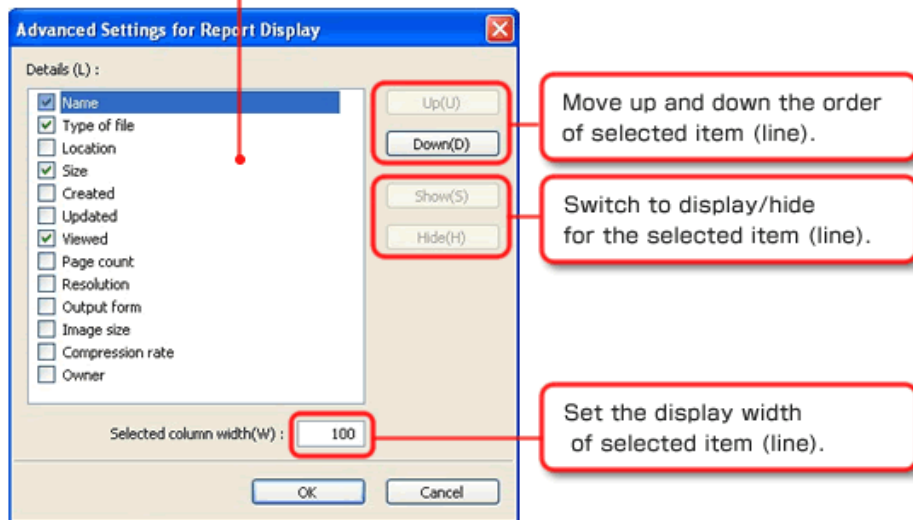 Advanced Settings for Report Display
Details (L) :
Name
Type of file
Location
Size
Created
Updated
Viewed
Page count
Resolution
Output form
Image size
Compression rate
Owner
Up(U)
Down(D)
Show(S)
Hide(H)
Move up and down the order
of selected item (line).
Switch to display/hide
for the selected item (line).
Selected column width(W) : 100
Set the display width
of selected item (line).
OK
Cancel